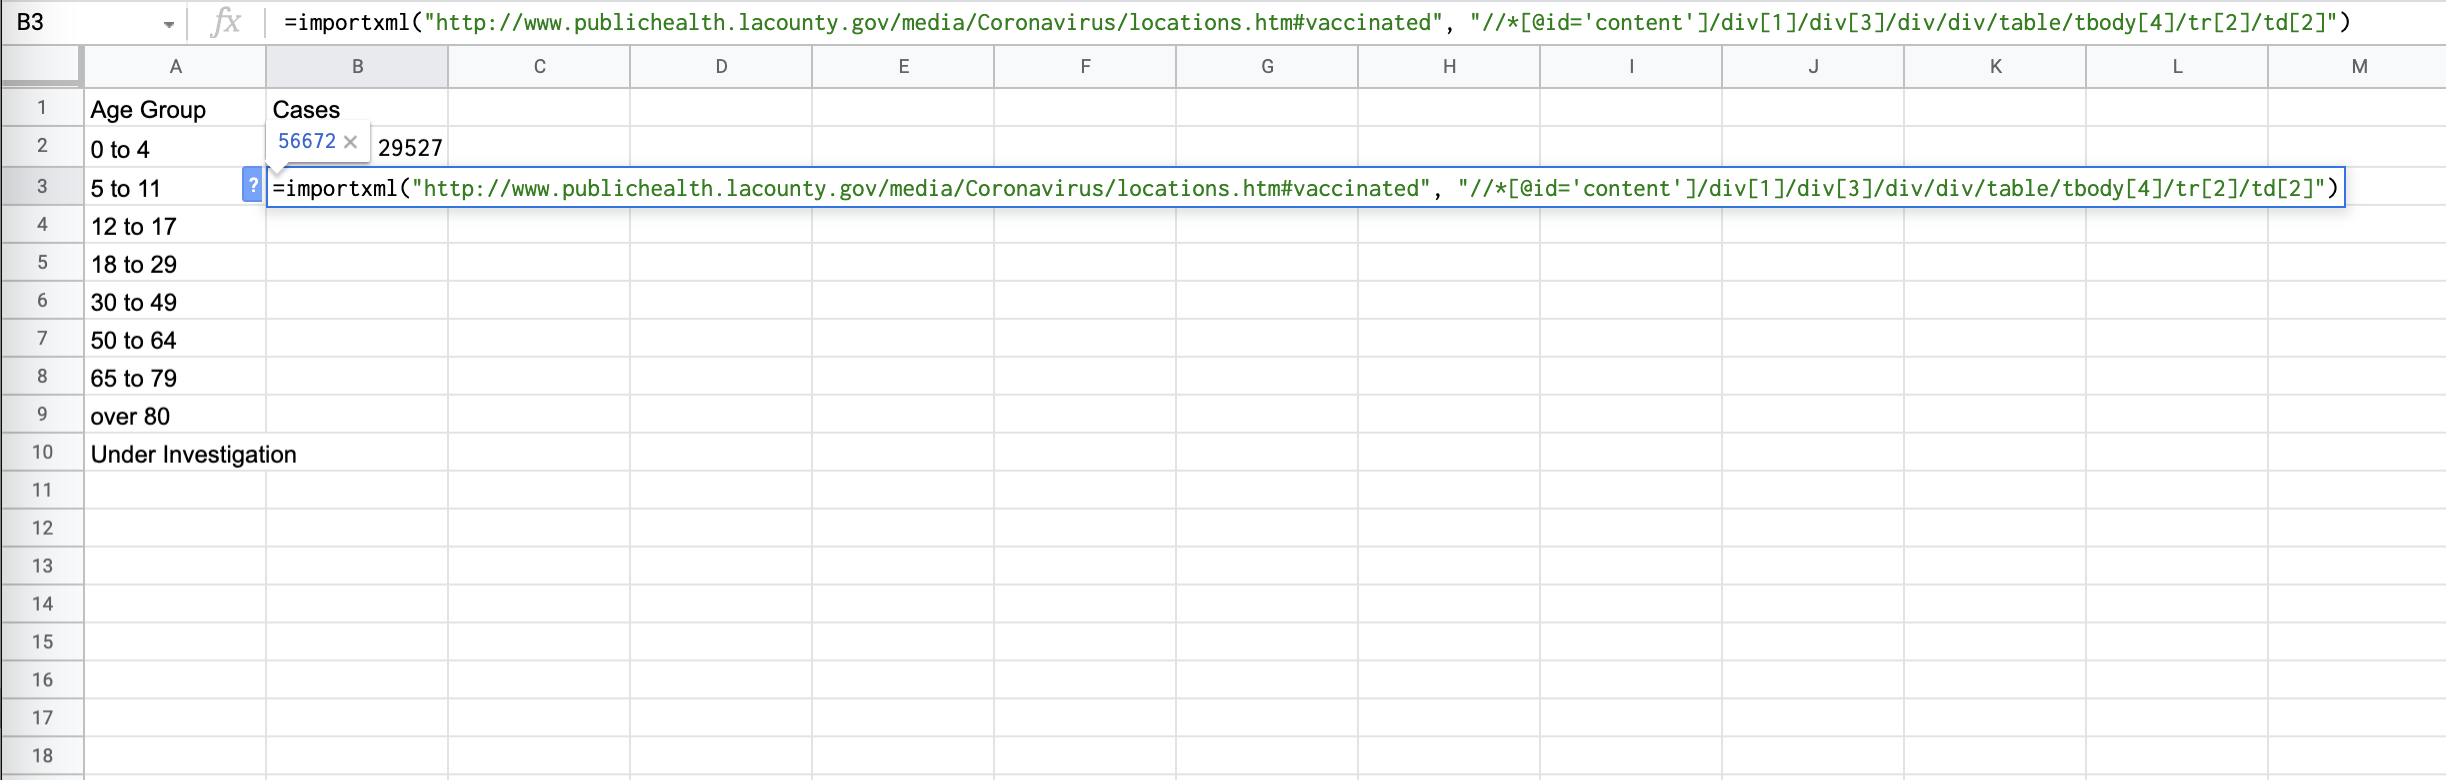 B3 fx =importxml("http://www.publichealth.lacounty.gov/media/Coronavirus/locations.htm#vaccinated", "//*[@id='content']/div[1]/div[3]/div/div/table/tbody[4]/tr[2]/td[2]")
A B C D E F G H I J K L M
1 Age Group Cases
56672 ×
2 0 to 4 29527
3 5 to 11 ? =importxml("http://www.publichealth.lacounty.gov/media/Coronavirus/locations.htm#vaccinated", "//*[@id='content']/div[1]/div[3]/div/div/table/tbody[4]/tr[2]/td[2]")
4 12 to 17
5 18 to 29
6 30 to 49
7 50 to 64
8 65 to 79
9 over 80
10 Under Investigation
11
12
13
14
15
16
17
18